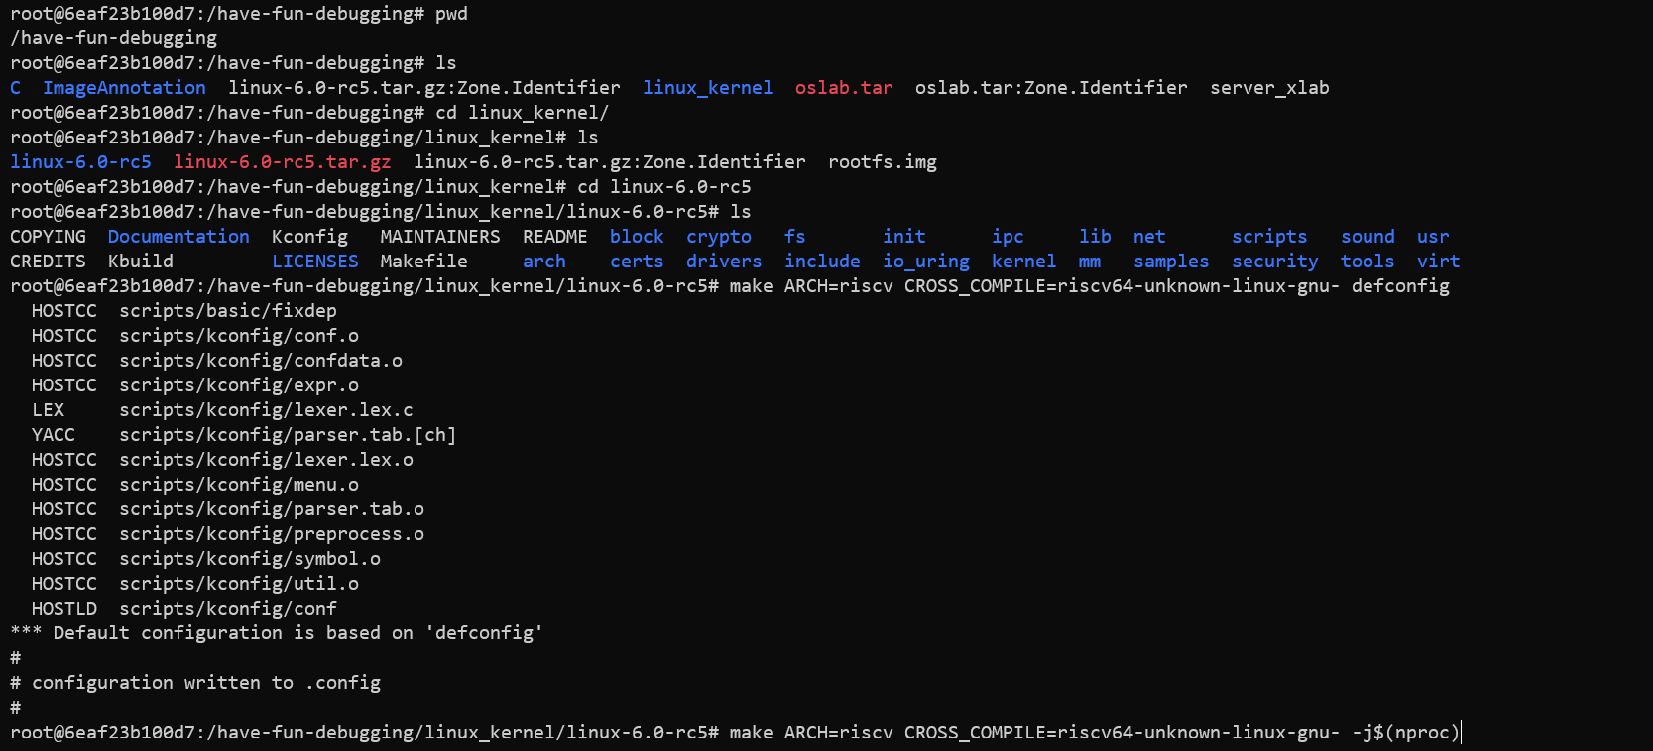 root@6eaf23b100d7:/have-fun-debugging# pwd
/have-fun-debugging
root@6eaf23b100d7:/have-fun-debugging# ls
C  ImageAnnotation  linux-6.0-rc5.tar.gz:Zone.Identifier  linux_kernel  oslab.tar  oslab.tar:Zone.Identifier  server_xlab
root@6eaf23b100d7:/have-fun-debugging# cd linux_kernel/
root@6eaf23b100d7:/have-fun-debugging/linux_kernel# ls
linux-6.0-rc5  linux-6.0-rc5.tar.gz  linux-6.0-rc5.tar.gz:Zone.Identifier  rootfs.img
root@6eaf23b100d7:/have-fun-debugging/linux_kernel# cd linux-6.0-rc5
root@6eaf23b100d7:/have-fun-debugging/linux_kernel/linux-6.0-rc5# ls
COPYING  Documentation  Kconfig   MAINTAINERS  README  block  crypto   fs       init      ipc     lib  net      scripts   sound  usr
CREDITS  Kbuild         LICENSES  Makefile     arch    certs  drivers  include  io_uring  kernel  mm   samples  security  tools  virt
root@6eaf23b100d7:/have-fun-debugging/linux_kernel/linux-6.0-rc5# make ARCH=riscv CROSS_COMPILE=riscv64-unknown-linux-gnu- defconfig
  HOSTCC  scripts/basic/fixdep
  HOSTCC  scripts/kconfig/conf.o
  HOSTCC  scripts/kconfig/confdata.o
  HOSTCC  scripts/kconfig/expr.o
  LEX     scripts/kconfig/lexer.lex.c
  YACC    scripts/kconfig/parser.tab.[ch]
  HOSTCC  scripts/kconfig/lexer.lex.o
  HOSTCC  scripts/kconfig/menu.o
  HOSTCC  scripts/kconfig/parser.tab.o
  HOSTCC  scripts/kconfig/preprocess.o
  HOSTCC  scripts/kconfig/symbol.o
  HOSTCC  scripts/kconfig/util.o
  HOSTLD  scripts/kconfig/conf
*** Default configuration is based on 'defconfig'
#
# configuration written to .config
#
root@6eaf23b100d7:/have-fun-debugging/linux_kernel/linux-6.0-rc5# make ARCH=riscv CROSS_COMPILE=riscv64-unknown-linux-gnu- -j$(nproc)